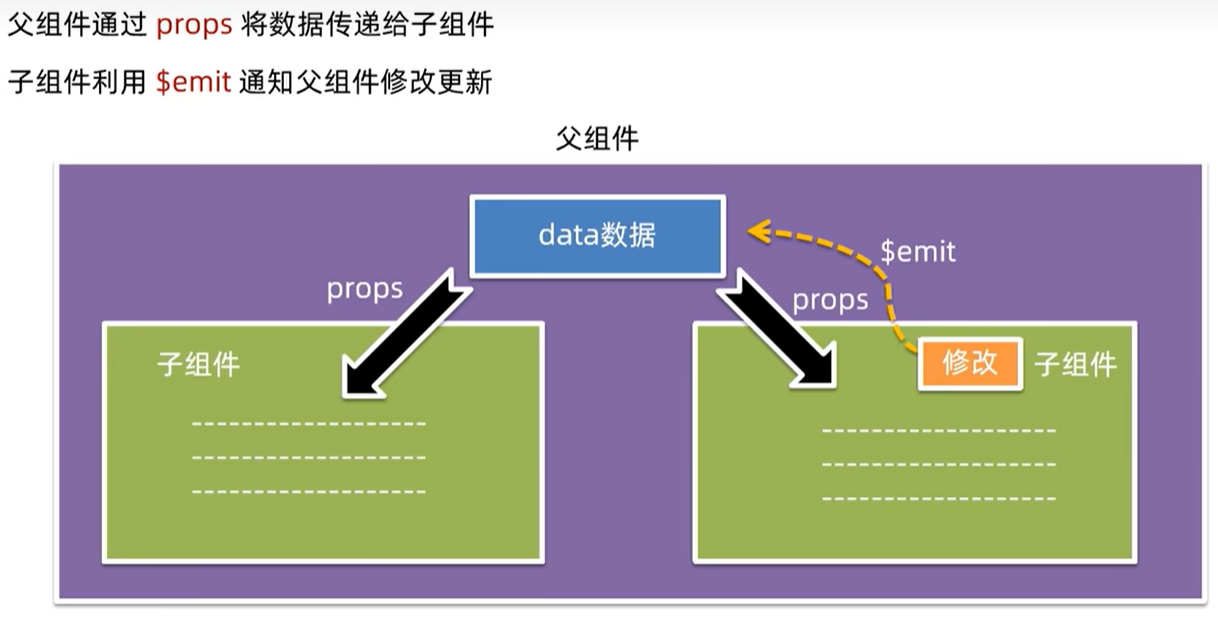 父组件通过 props 将数据传递给子组件
子组件利用 $emit 通知父组件修改更新
父组件
data数据
$emit
props
props
子组件
修改
子组件